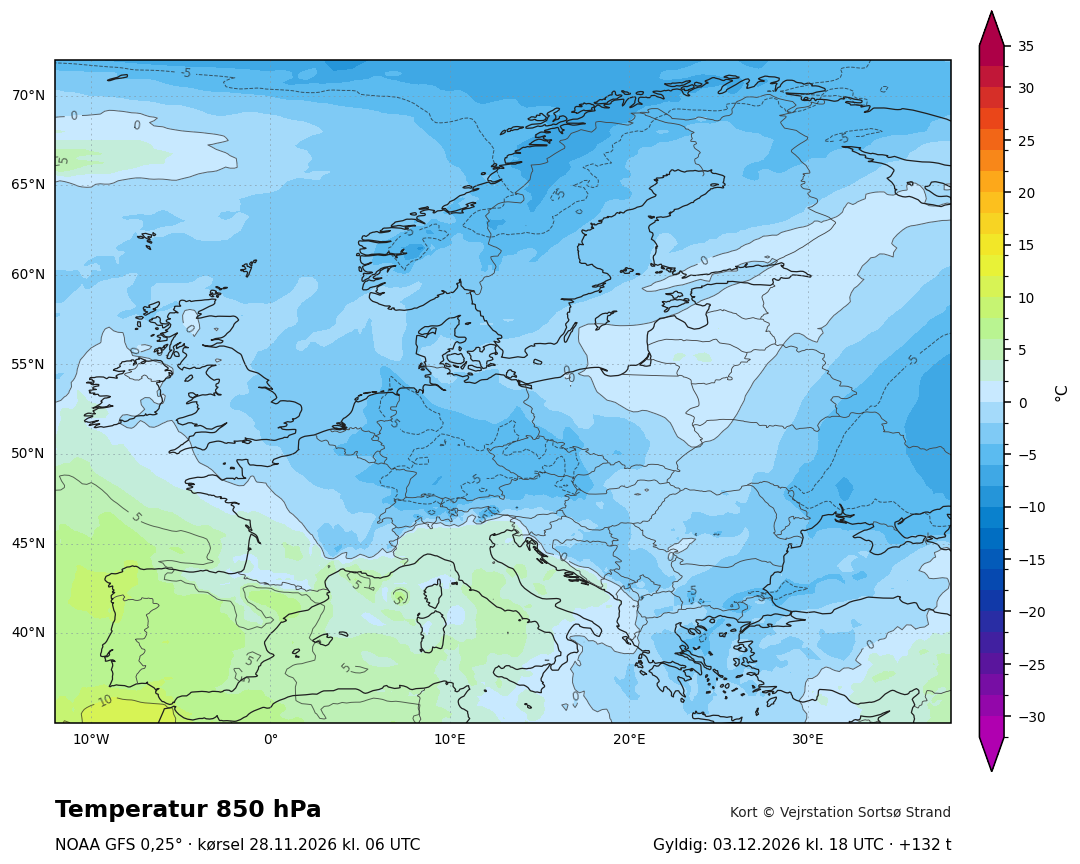 70°N
65°N
60°N
55°N
50°N
45°N
40°N
10°W 0° 10°E 20°E 30°E
35
30
25
20
15
10
5
0
−5
−10
−15
−20
−25
−30
°C
Temperatur 850 hPa
Kort © Vejrstation Sortsø Strand
NOAA GFS 0,25° · kørsel 28.11.2026 kl. 06 UTC
Gyldig: 03.12.2026 kl. 18 UTC · +132 t